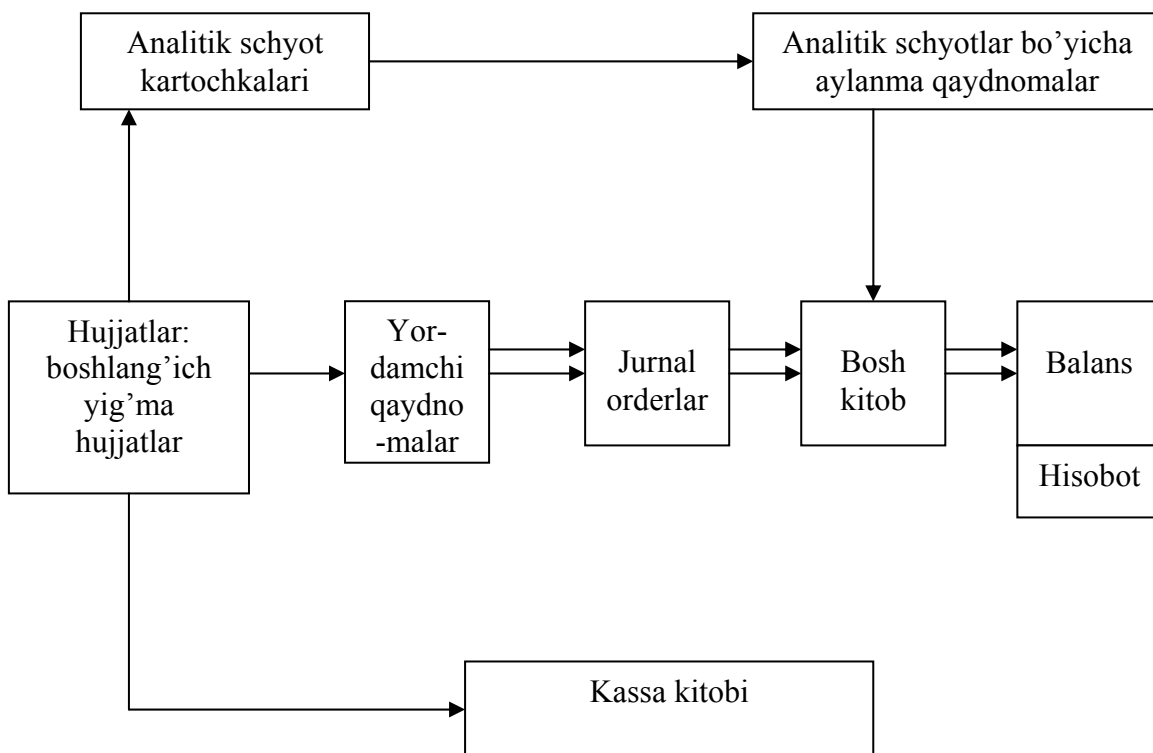 Analitik schyot
kartochkalari
Analitik schyotlar bo’yicha
aylanma qaydnomalar
Hujjatlar:
boshlang’ich
yig’ma
hujjatlar
Yor-
damchi
qaydno
-malar
Jurnal
orderlar
Bosh
kitob
Balans
Hisobot
Kassa kitobi